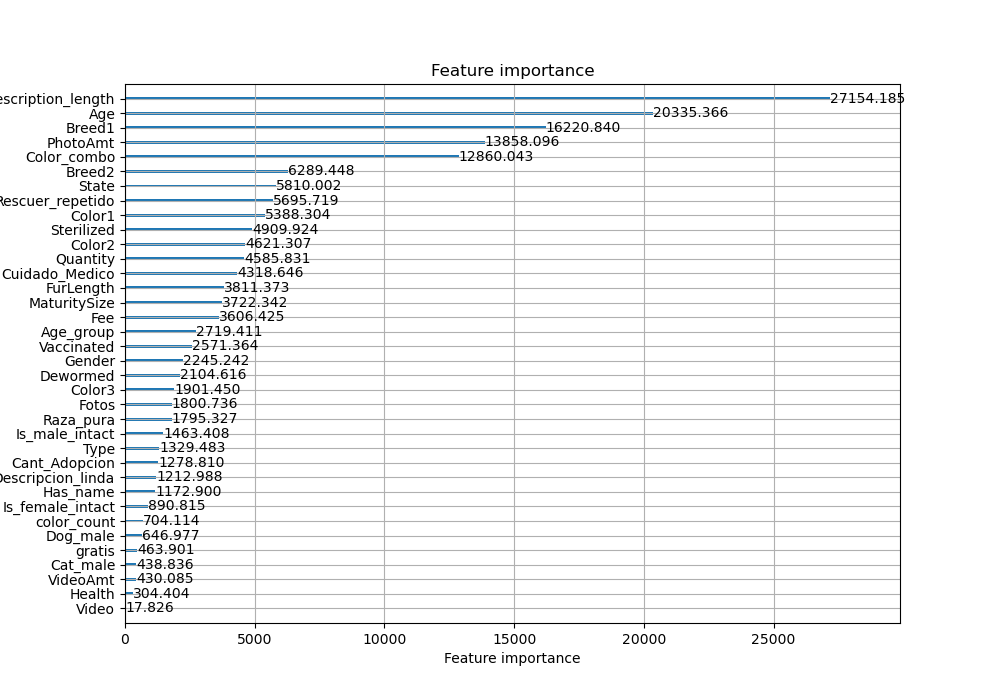 Feature importance
escription_length 27154.185
Age 20335.366
Breed1 16220.840
PhotoAmt 13858.096
Color_combo 12860.043
Breed2 6289.448
State 5810.002
Rescuer_repetido 5695.719
Color1 5388.304
Sterilized 4909.924
Color2 4621.307
Quantity 4585.831
Cuidado_Medico 4318.646
FurLength 3811.373
MaturitySize 3722.342
Fee 3606.425
Age_group 2719.411
Vaccinated 2571.364
Gender 2245.242
Dewormed 2104.616
Color3 1901.450
Fotos 1800.736
Raza_pura 1795.327
Is_male_intact 1463.408
Type 1329.483
Cant_Adopcion 1278.810
Descripcion_linda 1212.988
Has_name 1172.900
Is_female_intact 890.815
color_count 704.114
Dog_male 646.977
gratis 463.901
Cat_male 438.836
VideoAmt 430.085
Health 304.404
Video 17.826
0 5000 10000 15000 20000 25000
Feature importance